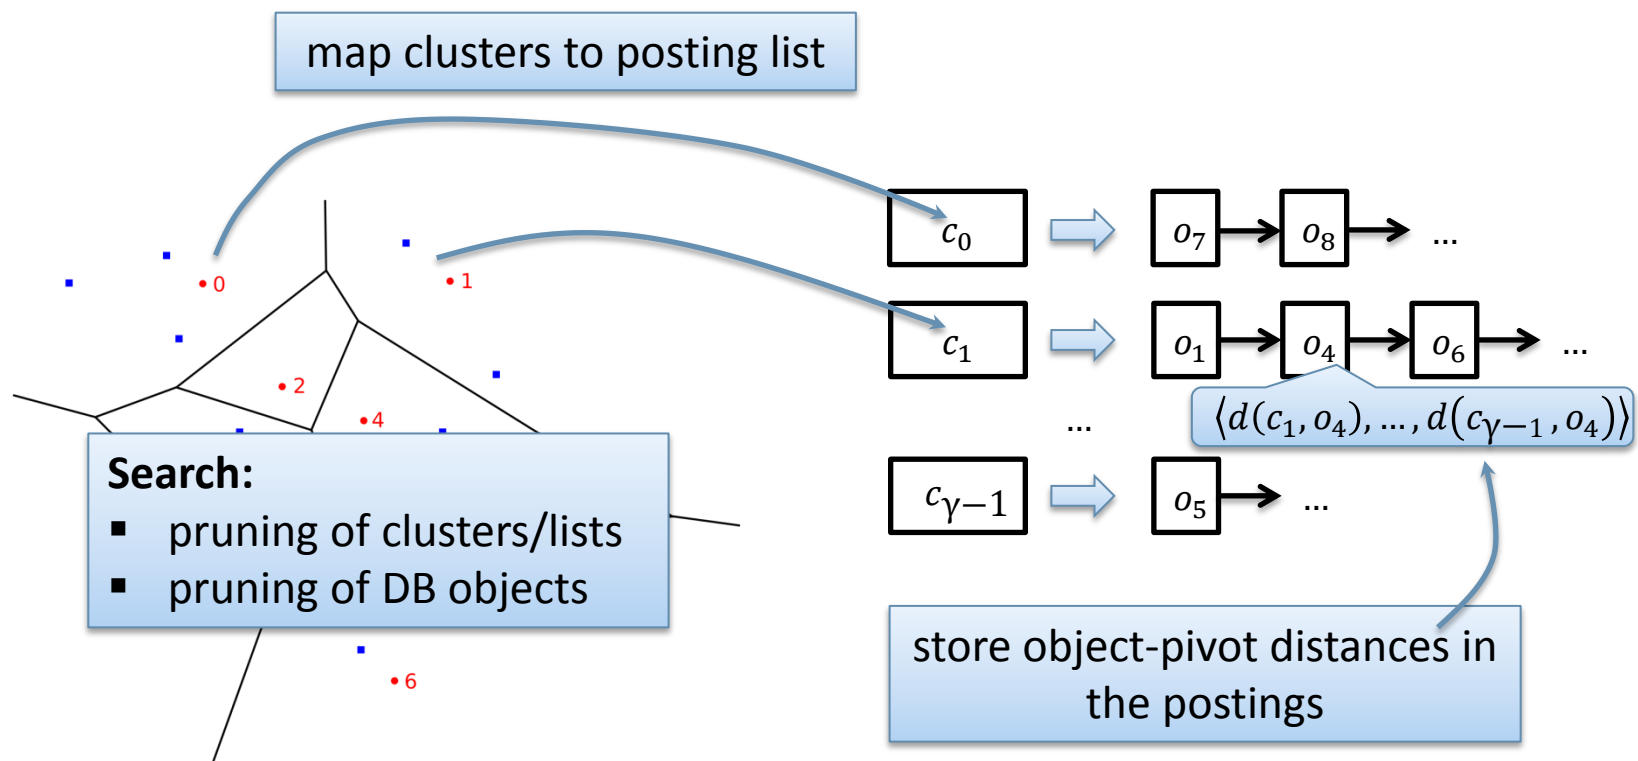 map clusters to posting list
0
1
2
4
6
c₀ o₇ o₈ ...
c₁ o₁ o₄ o₆ ...
⟨d(c₁, o₄), ..., d(c_γ−1, o₄)⟩
...
c_γ−1 o₅ ...
Search:
▪ pruning of clusters/lists
▪ pruning of DB objects
store object-pivot distances in
the postings